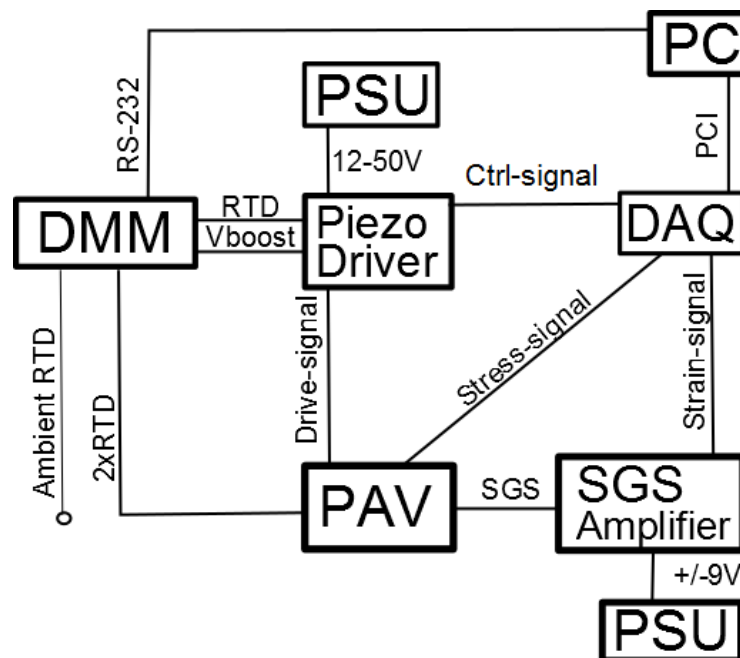 PC
PSU
RS-232
12-50V
PCI
Ctrl-signal
DMM
RTD
Vboost
Piezo
Driver
DAQ
Ambient RTD
2xRTD
Drive-signal
Stress-signal
Strain-signal
PAV
SGS
SGS
Amplifier
+/-9V
PSU